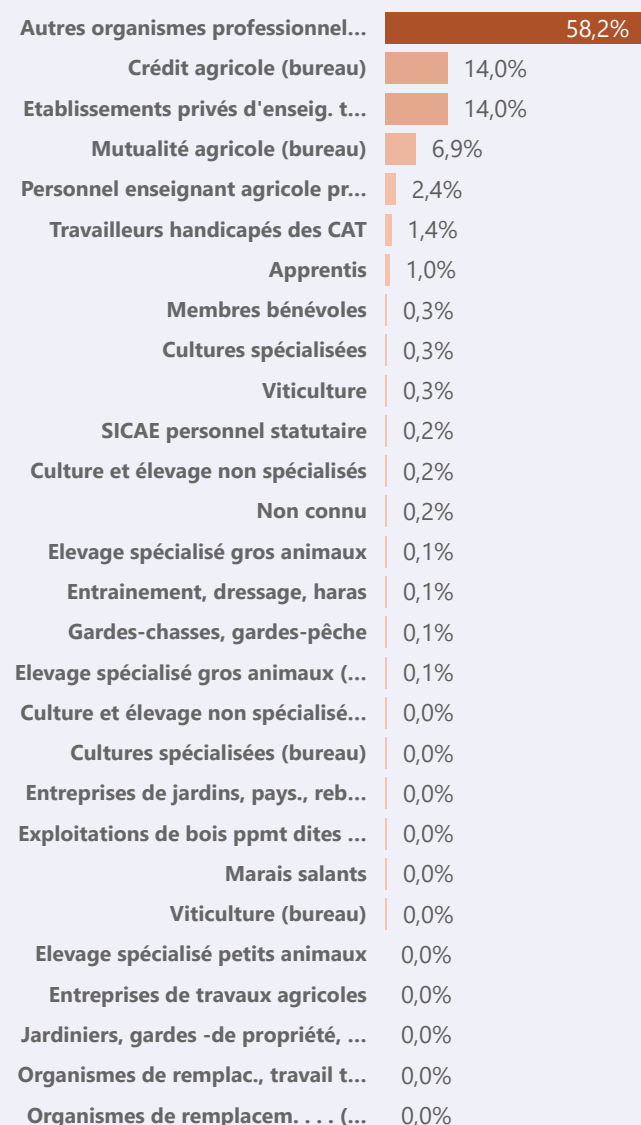 Autres organismes professionnel... 58,2%
Crédit agricole (bureau) 14,0%
Etablissements privés d'enseig. t... 14,0%
Mutualité agricole (bureau) 6,9%
Personnel enseignant agricole pr... 2,4%
Travailleurs handicapés des CAT 1,4%
Apprentis 1,0%
Membres bénévoles 0,3%
Cultures spécialisées 0,3%
Viticulture 0,3%
SICAE personnel statutaire 0,2%
Culture et élevage non spécialisés 0,2%
Non connu 0,2%
Elevage spécialisé gros animaux 0,1%
Entrainement, dressage, haras 0,1%
Gardes-chasses, gardes-pêche 0,1%
Elevage spécialisé gros animaux (... 0,1%
Culture et élevage non spécialisé... 0,0%
Cultures spécialisées (bureau) 0,0%
Entreprises de jardins, pays., reb... 0,0%
Exploitations de bois ppmt dites ... 0,0%
Marais salants 0,0%
Viticulture (bureau) 0,0%
Elevage spécialisé petits animaux 0,0%
Entreprises de travaux agricoles 0,0%
Jardiniers, gardes -de propriété, ... 0,0%
Organismes de remplac., travail t... 0,0%
Organismes de remplacem. . . . (... 0,0%